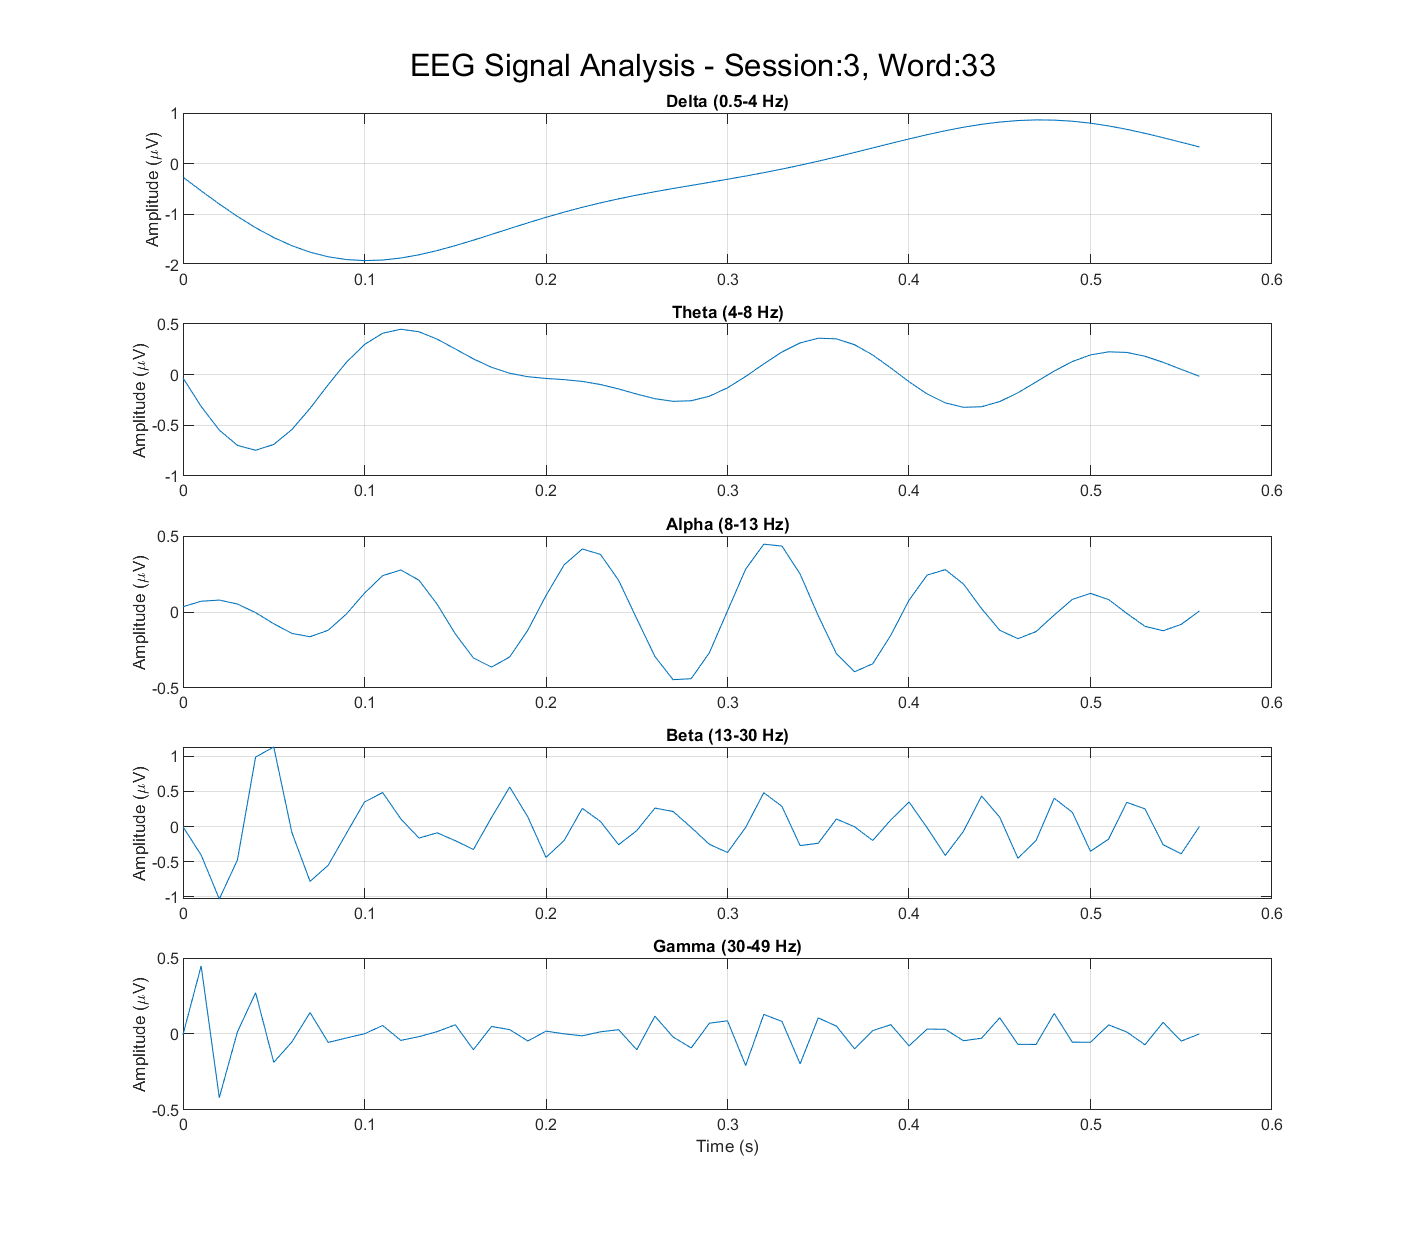 EEG Signal Analysis - Session:3, Word:33
Delta (0.5-4 Hz)
Amplitude (μV)
1
0
-1
-2
0 0.1 0.2 0.3 0.4 0.5 0.6
Theta (4-8 Hz)
Amplitude (μV)
0.5
0
-0.5
-1
0 0.1 0.2 0.3 0.4 0.5 0.6
Alpha (8-13 Hz)
Amplitude (μV)
0.5
0
-0.5
0 0.1 0.2 0.3 0.4 0.5 0.6
Beta (13-30 Hz)
Amplitude (μV)
1
0.5
0
-0.5
-1
0 0.1 0.2 0.3 0.4 0.5 0.6
Gamma (30-49 Hz)
Amplitude (μV)
0.5
0
-0.5
0 0.1 0.2 0.3 0.4 0.5 0.6
Time (s)